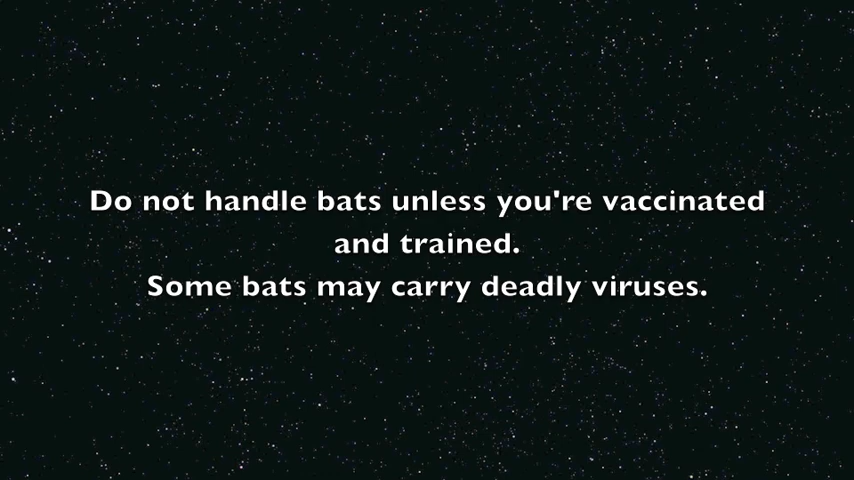 Do not handle bats unless you're vaccinated
and trained.
Some bats may carry deadly viruses.